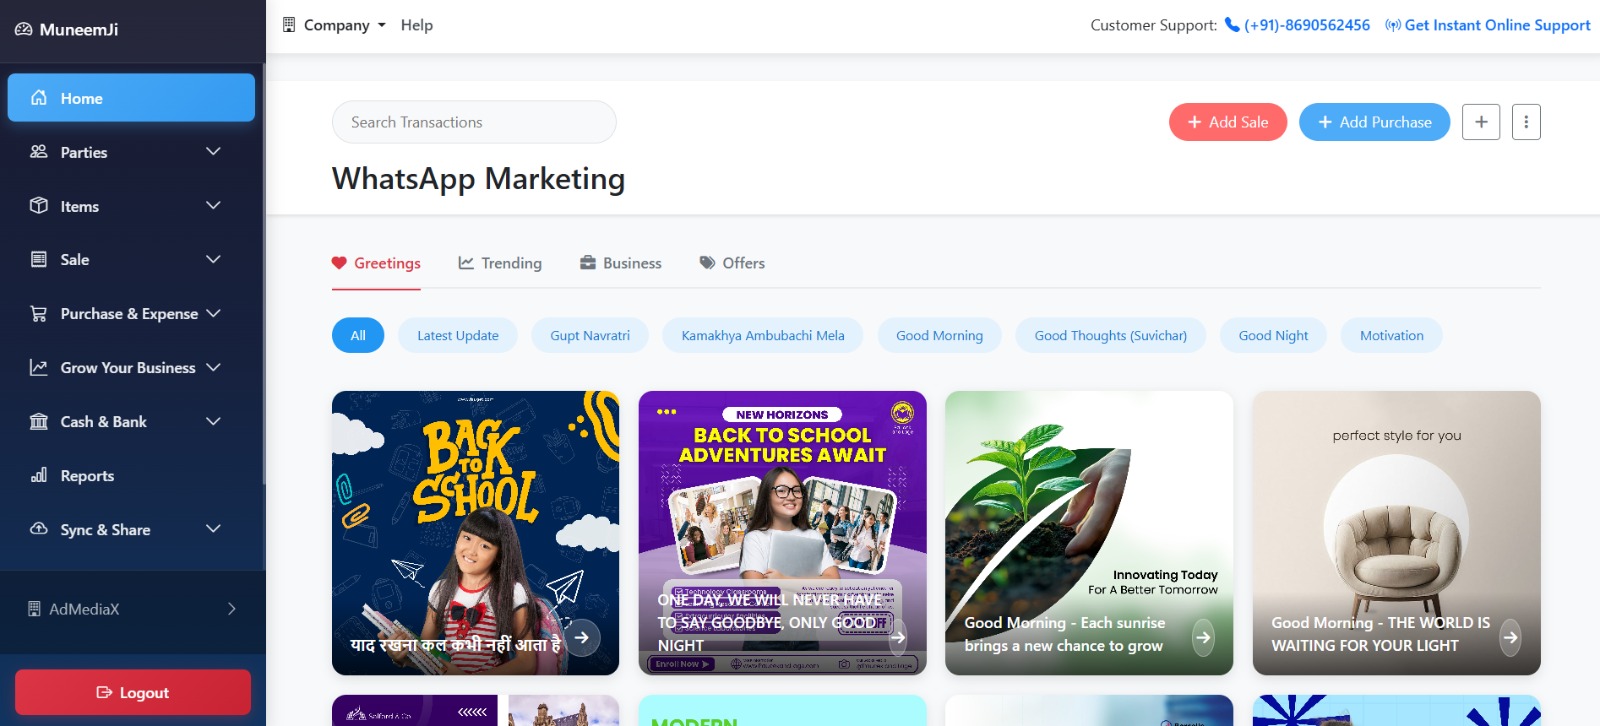 MuneemJi
Company
Help
Customer Support: (+91)-8690562456 Get Instant Online Support
Home
Parties
Items
Sale
Purchase & Expense
Grow Your Business
Cash & Bank
Reports
Sync & Share
AdMediaX
Logout
Search Transactions
+ Add Sale
+ Add Purchase
WhatsApp Marketing
Greetings
Trending
Business
Offers
All
Latest Update
Gupt Navratri
Kamakhya Ambubachi Mela
Good Morning
Good Thoughts (Suvichar)
Good Night
Motivation
BACK
TO
SCHOOL
याद रखना कल कभी नहीं आता है
NEW HORIZONS
BACK TO SCHOOL
ADVENTURES AWAIT
ONE DAY, WE WILL NEVER HAVE
TO SAY GOODBYE, ONLY GOOD
NIGHT
Enroll Now
Innovating Today
For A Better Tomorrow
Good Morning - Each sunrise
brings a new chance to grow
perfect style for you
Good Morning - THE WORLD IS
WAITING FOR YOUR LIGHT
Salford & Co
MODERN